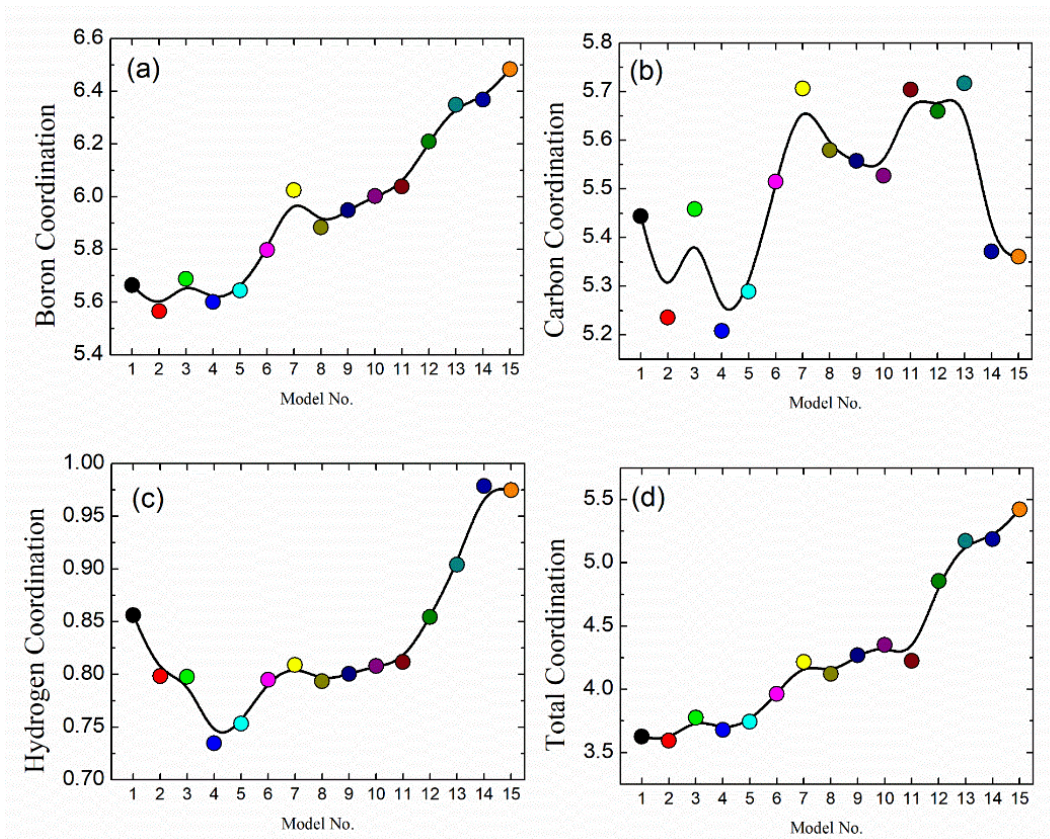 (a)
Boron Coordination
6.6
6.4
6.2
6.0
5.8
5.6
5.4
1 2 3 4 5 6 7 8 9 10 11 12 13 14 15
Model No.
(b)
Carbon Coordination
5.8
5.7
5.6
5.5
5.4
5.3
5.2
1 2 3 4 5 6 7 8 9 10 11 12 13 14 15
Model No.
(c)
Hydrogen Coordination
1.00
0.95
0.90
0.85
0.80
0.75
0.70
1 2 3 4 5 6 7 8 9 10 11 12 13 14 15
Model No.
(d)
Total Coordination
5.5
5.0
4.5
4.0
3.5
1 2 3 4 5 6 7 8 9 10 11 12 13 14 15
Model No.